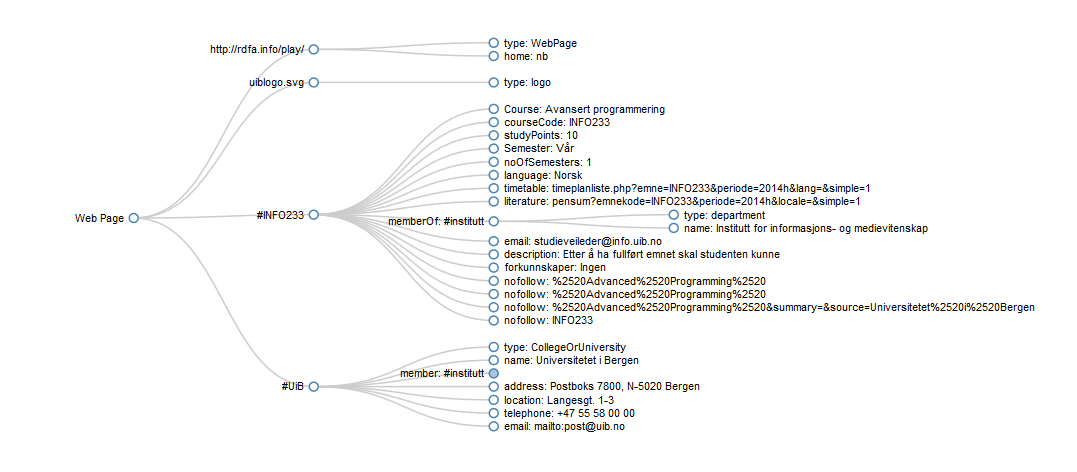 http://rdfa.info/play/
type: WebPage
home: nb
uiblogo.svg
type: logo
Web Page
#INFO233
Course: Avansert programmering
courseCode: INFO233
studyPoints: 10
Semester: Vår
noOfSemesters: 1
language: Norsk
timetable: timeplanliste.php?emne=INFO233&periode=2014h&lang=&simple=1
literature: pensum?emnekode=INFO233&periode=2014h&locale=&simple=1
memberOf: #institutt
type: department
name: Institutt for informasjons- og medievitenskap
email: studieveileder@info.uib.no
description: Etter å ha fullført emnet skal studenten kunne
forkunnskaper: Ingen
nofollow: %2520Advanced%2520Programming%2520
nofollow: %2520Advanced%2520Programming%2520
nofollow: %2520Advanced%2520Programming%2520&summary=&source=Universitetet%2520i%2520Bergen
nofollow: INFO233
#UiB
type: CollegeOrUniversity
name: Universitetet i Bergen
member: #institutt
address: Postboks 7800, N-5020 Bergen
location: Langesgt. 1-3
telephone: +47 55 58 00 00
email: mailto:post@uib.no